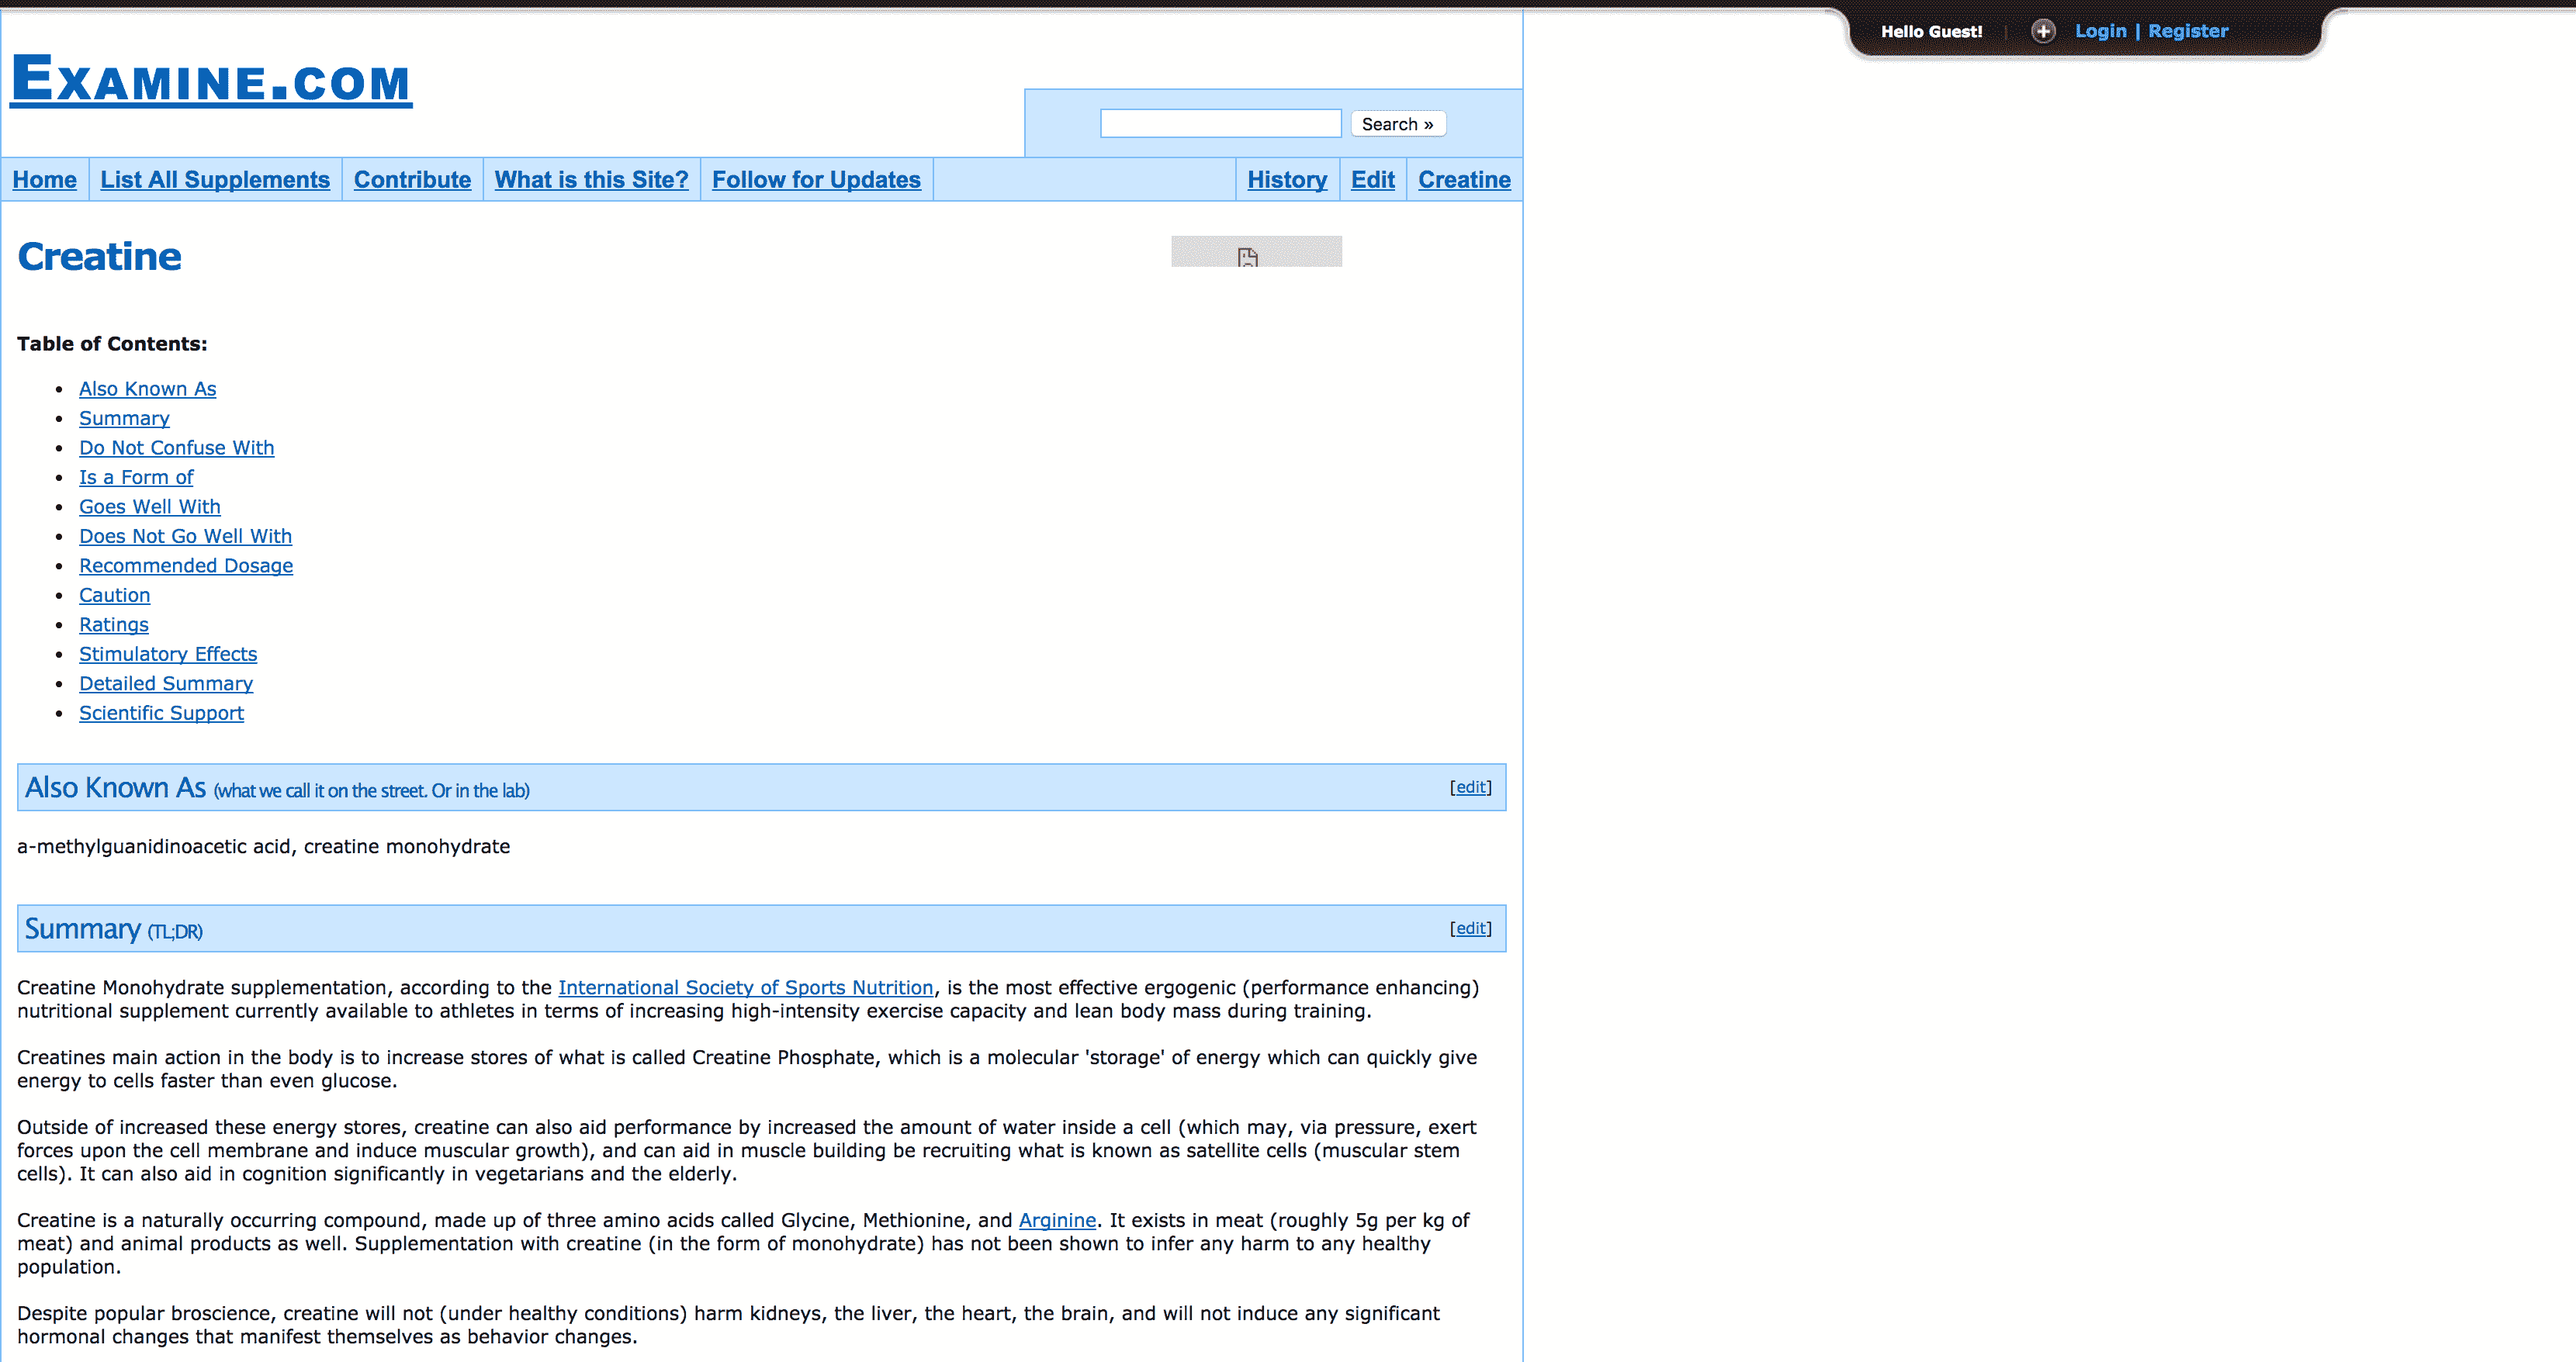 Hello Guest! | Login | Register
Examine.com
Search »
Home List All Supplements Contribute What is this Site? Follow for Updates History Edit Creatine
Creatine
Table of Contents:
• Also Known As
• Summary
• Do Not Confuse With
• Is a Form of
• Goes Well With
• Does Not Go Well With
• Recommended Dosage
• Caution
• Ratings
• Stimulatory Effects
• Detailed Summary
• Scientific Support
Also Known As (what we call it on the street. Or in the lab) [edit]
a-methylguanidinoacetic acid, creatine monohydrate
Summary (TL;DR) [edit]
Creatine Monohydrate supplementation, according to the International Society of Sports Nutrition, is the most effective ergogenic (performance enhancing)
nutritional supplement currently available to athletes in terms of increasing high-intensity exercise capacity and lean body mass during training.
Creatines main action in the body is to increase stores of what is called Creatine Phosphate, which is a molecular 'storage' of energy which can quickly give
energy to cells faster than even glucose.
Outside of increased these energy stores, creatine can also aid performance by increased the amount of water inside a cell (which may, via pressure, exert
forces upon the cell membrane and induce muscular growth), and can aid in muscle building be recruiting what is known as satellite cells (muscular stem
cells). It can also aid in cognition significantly in vegetarians and the elderly.
Creatine is a naturally occurring compound, made up of three amino acids called Glycine, Methionine, and Arginine. It exists in meat (roughly 5g per kg of
meat) and animal products as well. Supplementation with creatine (in the form of monohydrate) has not been shown to infer any harm to any healthy
population.
Despite popular broscience, creatine will not (under healthy conditions) harm kidneys, the liver, the heart, the brain, and will not induce any significant
hormonal changes that manifest themselves as behavior changes.